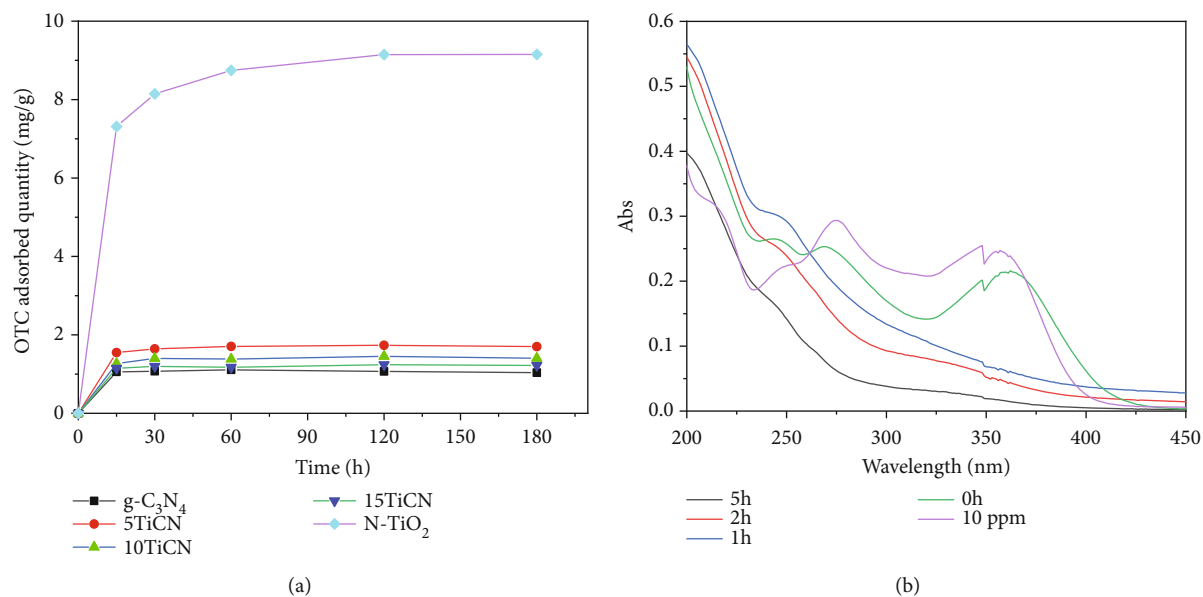 10
8
6
4
2
0
OTC adsorbed quantity (mg/g)
0 30 60 90 120 150 180
Time (h)
g-C₃N₄
5TiCN
10TiCN
15TiCN
N-TiO₂
(a)
0.6
0.5
0.4
0.3
0.2
0.1
0.0
Abs
200 250 300 350 400 450
Wavelength (nm)
5h
2h
1h
0h
10 ppm
(b)